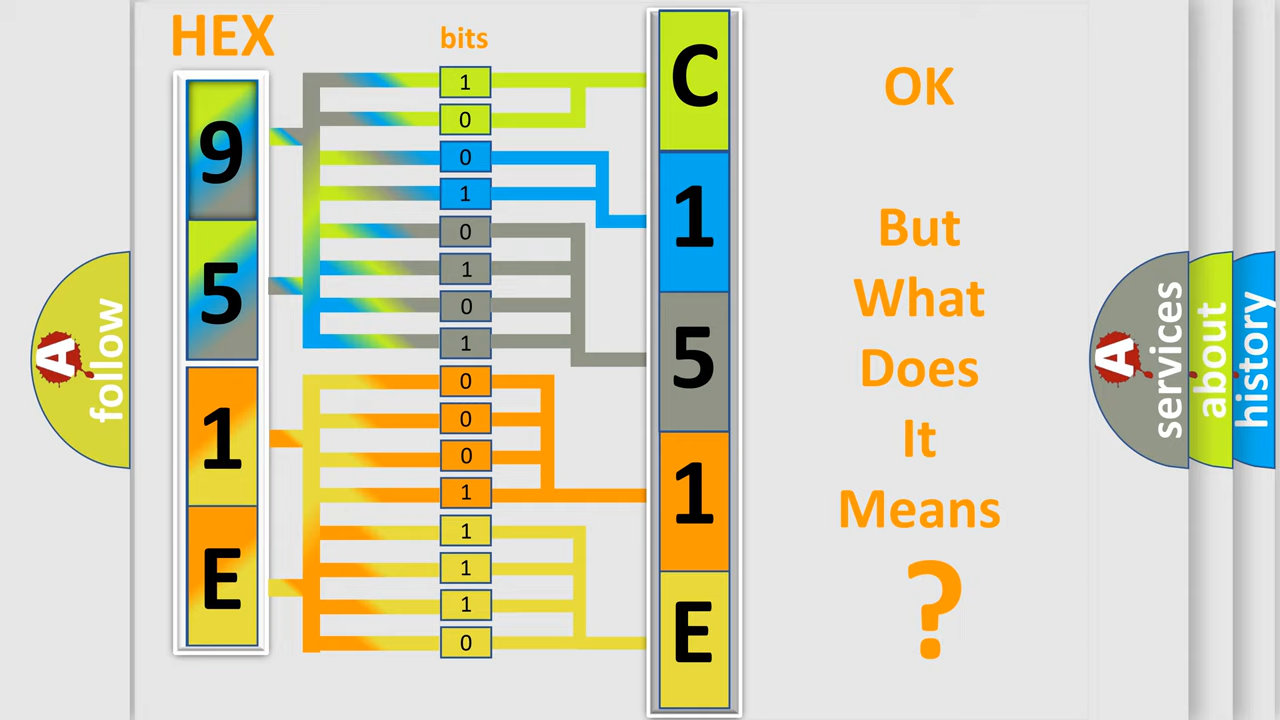 HEX
bits
9
5
1
E
1
0
0
1
0
1
0
1
0
0
0
1
1
1
1
0
C
1
5
1
E
OK
But
What
Does
It
Means
?
A
follow
A
services
about
history